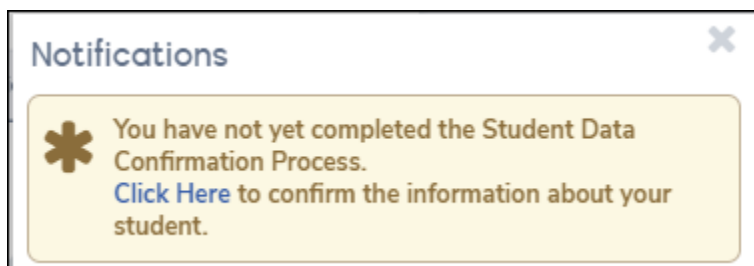 Notifications
You have not yet completed the Student Data
Confirmation Process.
Click Here to confirm the information about your
student.